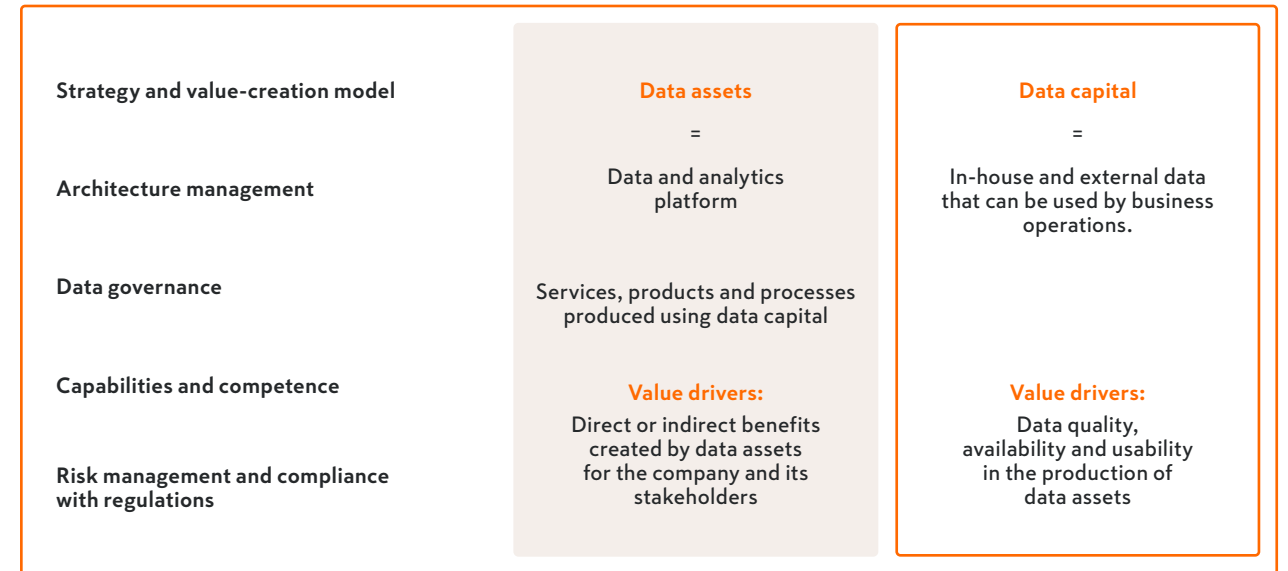 Strategy and value-creation model
Architecture management
Data governance
Capabilities and competence
Risk management and compliance
with regulations
Data assets
=
Data and analytics
platform
Services, products and processes
produced using data capital
Value drivers:
Direct or indirect benefits
created by data assets
for the company and its
stakeholders
Data capital
=
In-house and external data
that can be used by business
operations.
Value drivers:
Data quality,
availability and usability
in the production of
data assets